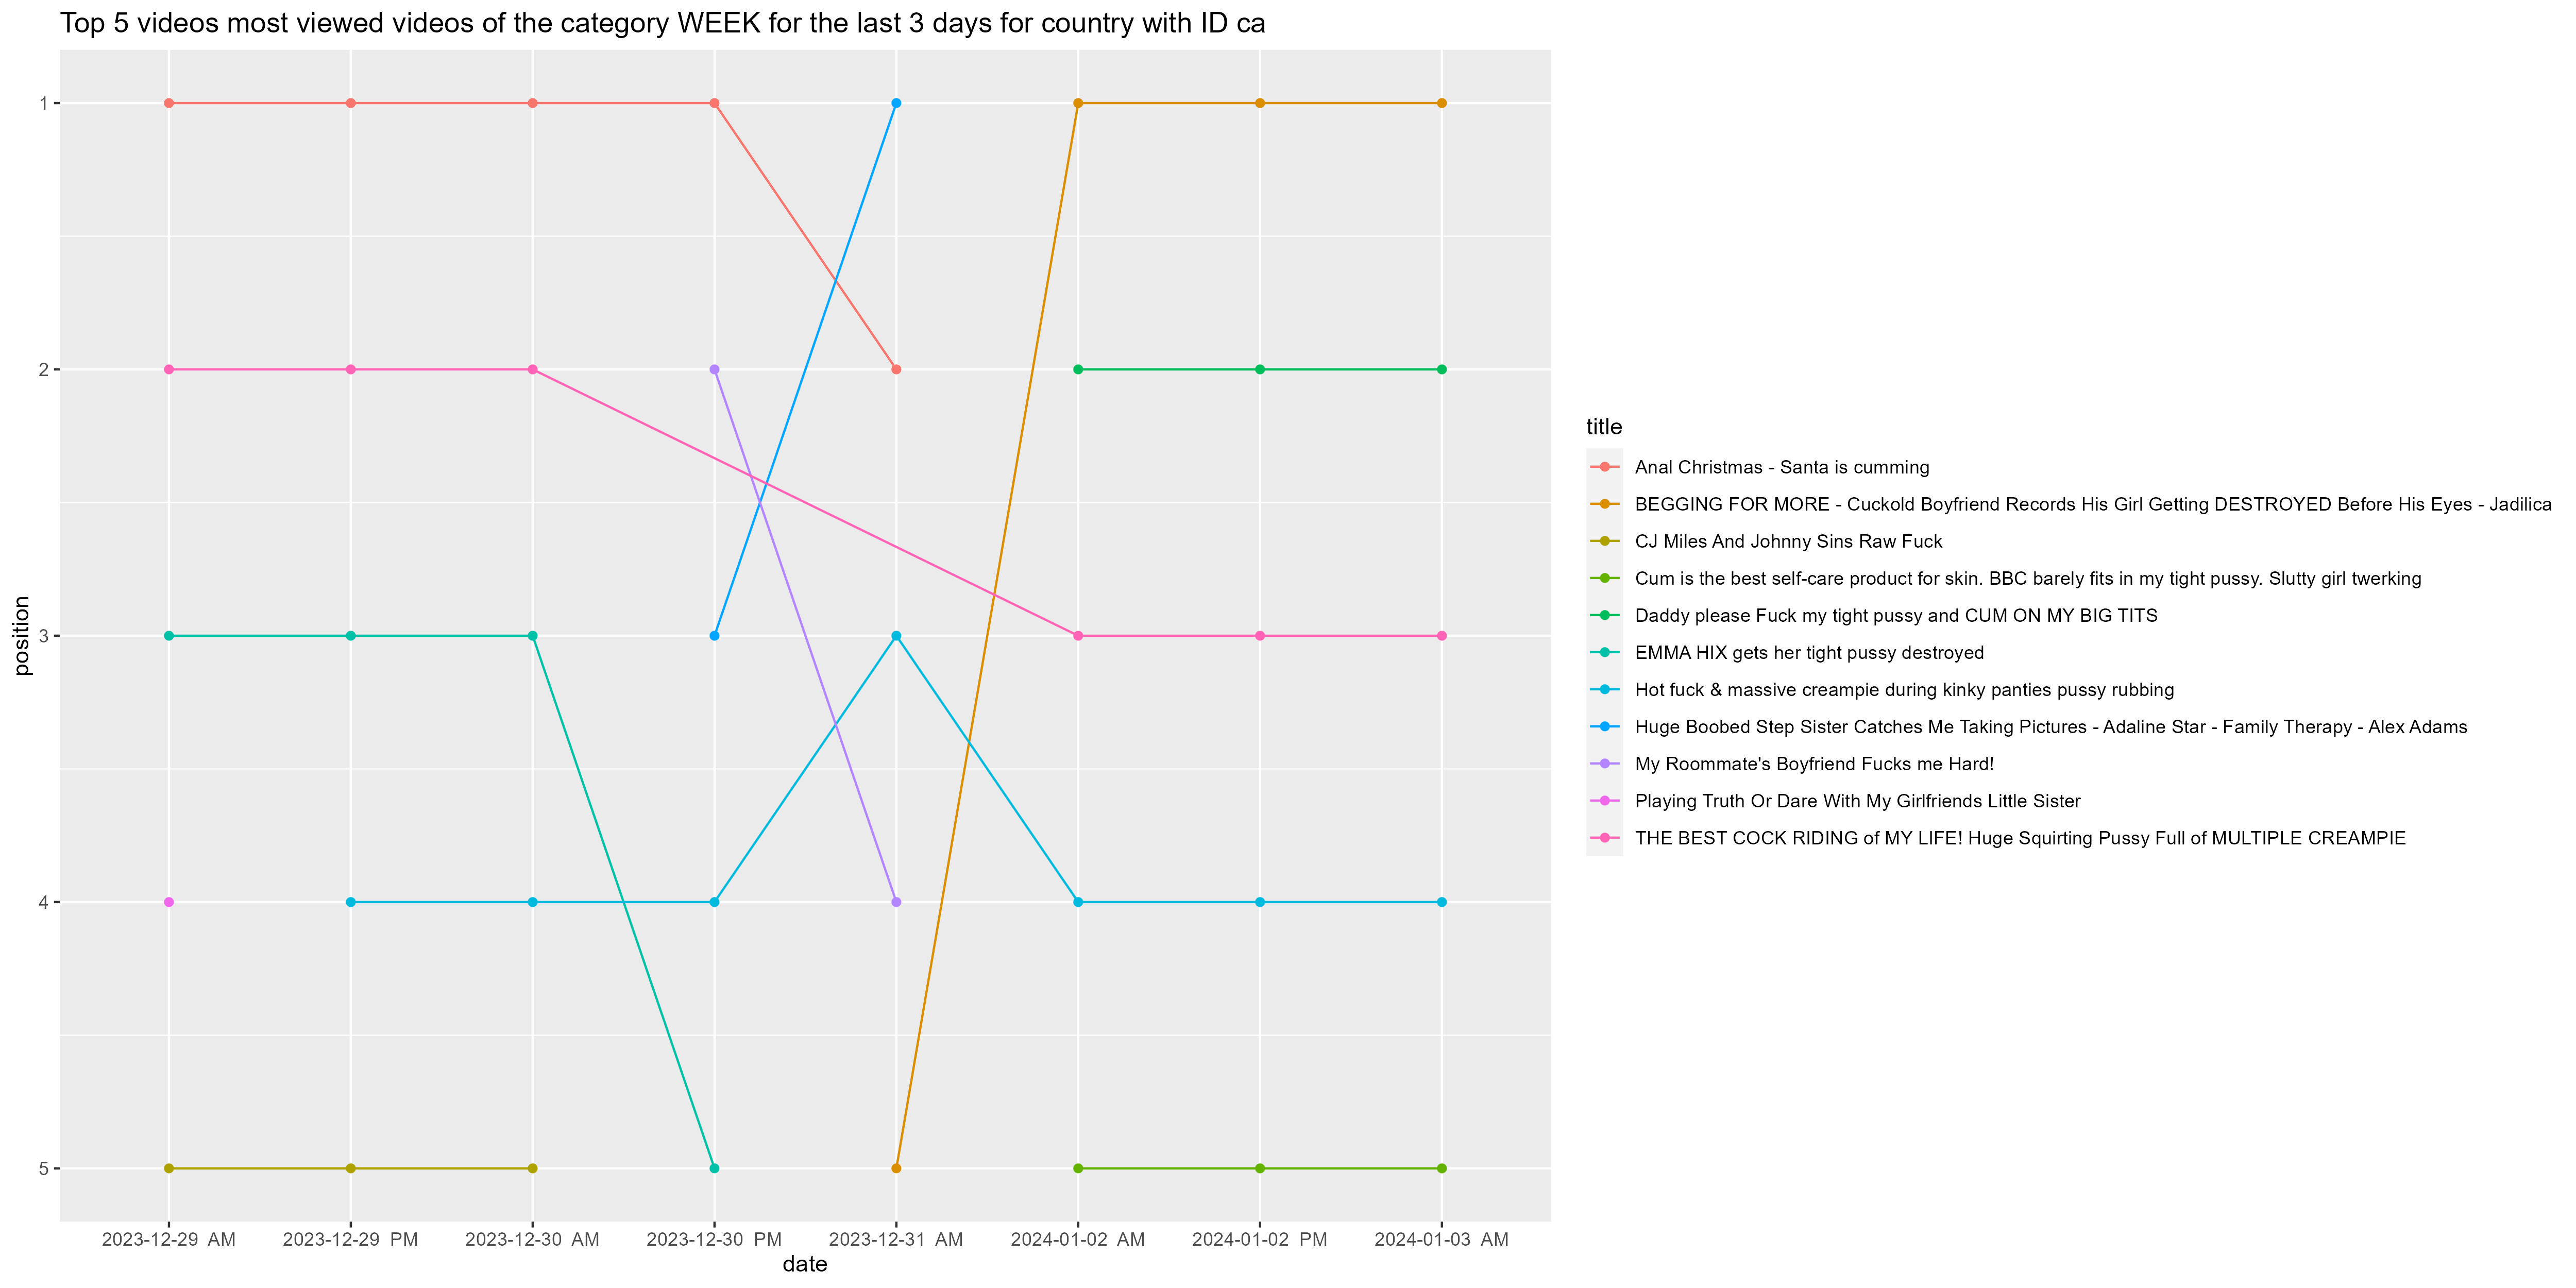 Top 5 videos most viewed videos of the category WEEK for the last 3 days for country with ID ca
1
2
3
4
5
position
2023-12-29 AM
2023-12-29 PM
2023-12-30 AM
2023-12-30 PM
2023-12-31 AM
2024-01-02 AM
2024-01-02 PM
2024-01-03 AM
date
title
Anal Christmas - Santa is cumming
BEGGING FOR MORE - Cuckold Boyfriend Records His Girl Getting DESTROYED Before His Eyes - Jadilica
CJ Miles And Johnny Sins Raw Fuck
Cum is the best self-care product for skin. BBC barely fits in my tight pussy. Slutty girl twerking
Daddy please Fuck my tight pussy and CUM ON MY BIG TITS
EMMA HIX gets her tight pussy destroyed
Hot fuck & massive creampie during kinky panties pussy rubbing
Huge Boobed Step Sister Catches Me Taking Pictures - Adaline Star - Family Therapy - Alex Adams
My Roommate's Boyfriend Fucks me Hard!
Playing Truth Or Dare With My Girlfriends Little Sister
THE BEST COCK RIDING of MY LIFE! Huge Squirting Pussy Full of MULTIPLE CREAMPIE